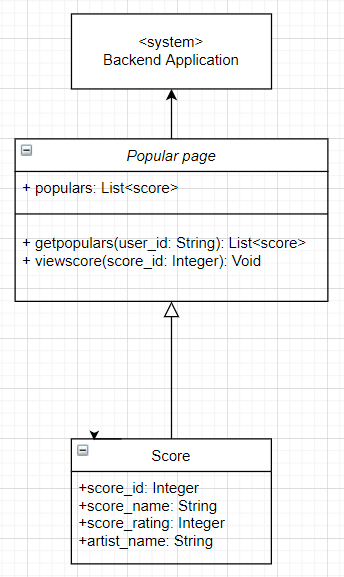 <system>
Backend Application
Popular page
+ populars: List<score>
+ getpopulars(user_id: String): List<score>
+ viewscore(score_id: Integer): Void
Score
+score_id: Integer
+score_name: String
+score_rating: Integer
+artist_name: String